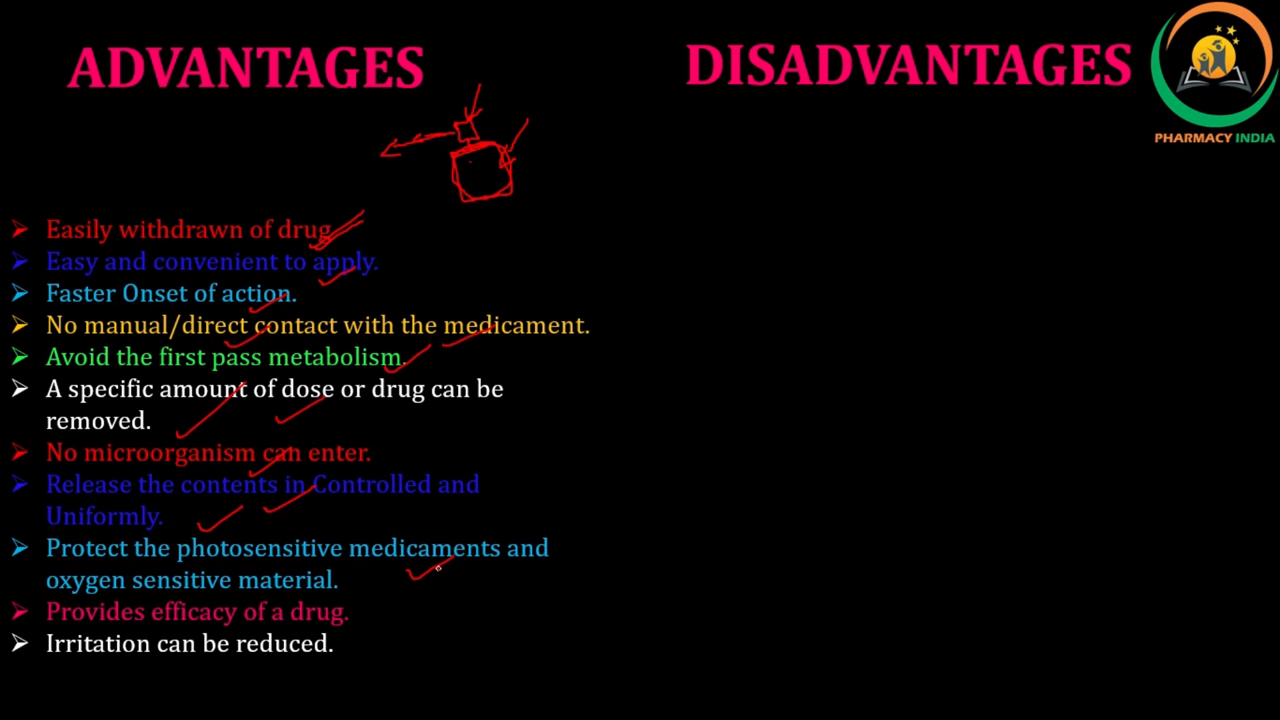 ADVANTAGES
DISADVANTAGES
PHARMACY INDIA
Easily withdrawn of drug
Easy and convenient to apply.
Faster Onset of action.
No manual/direct contact with the medicament.
Avoid the first pass metabolism.
A specific amount of dose or drug can be
removed.
No microorganism can enter.
Release the contents in Controlled and
Uniformly.
Protect the photosensitive medicaments and
oxygen sensitive material.
Provides efficacy of a drug.
Irritation can be reduced.